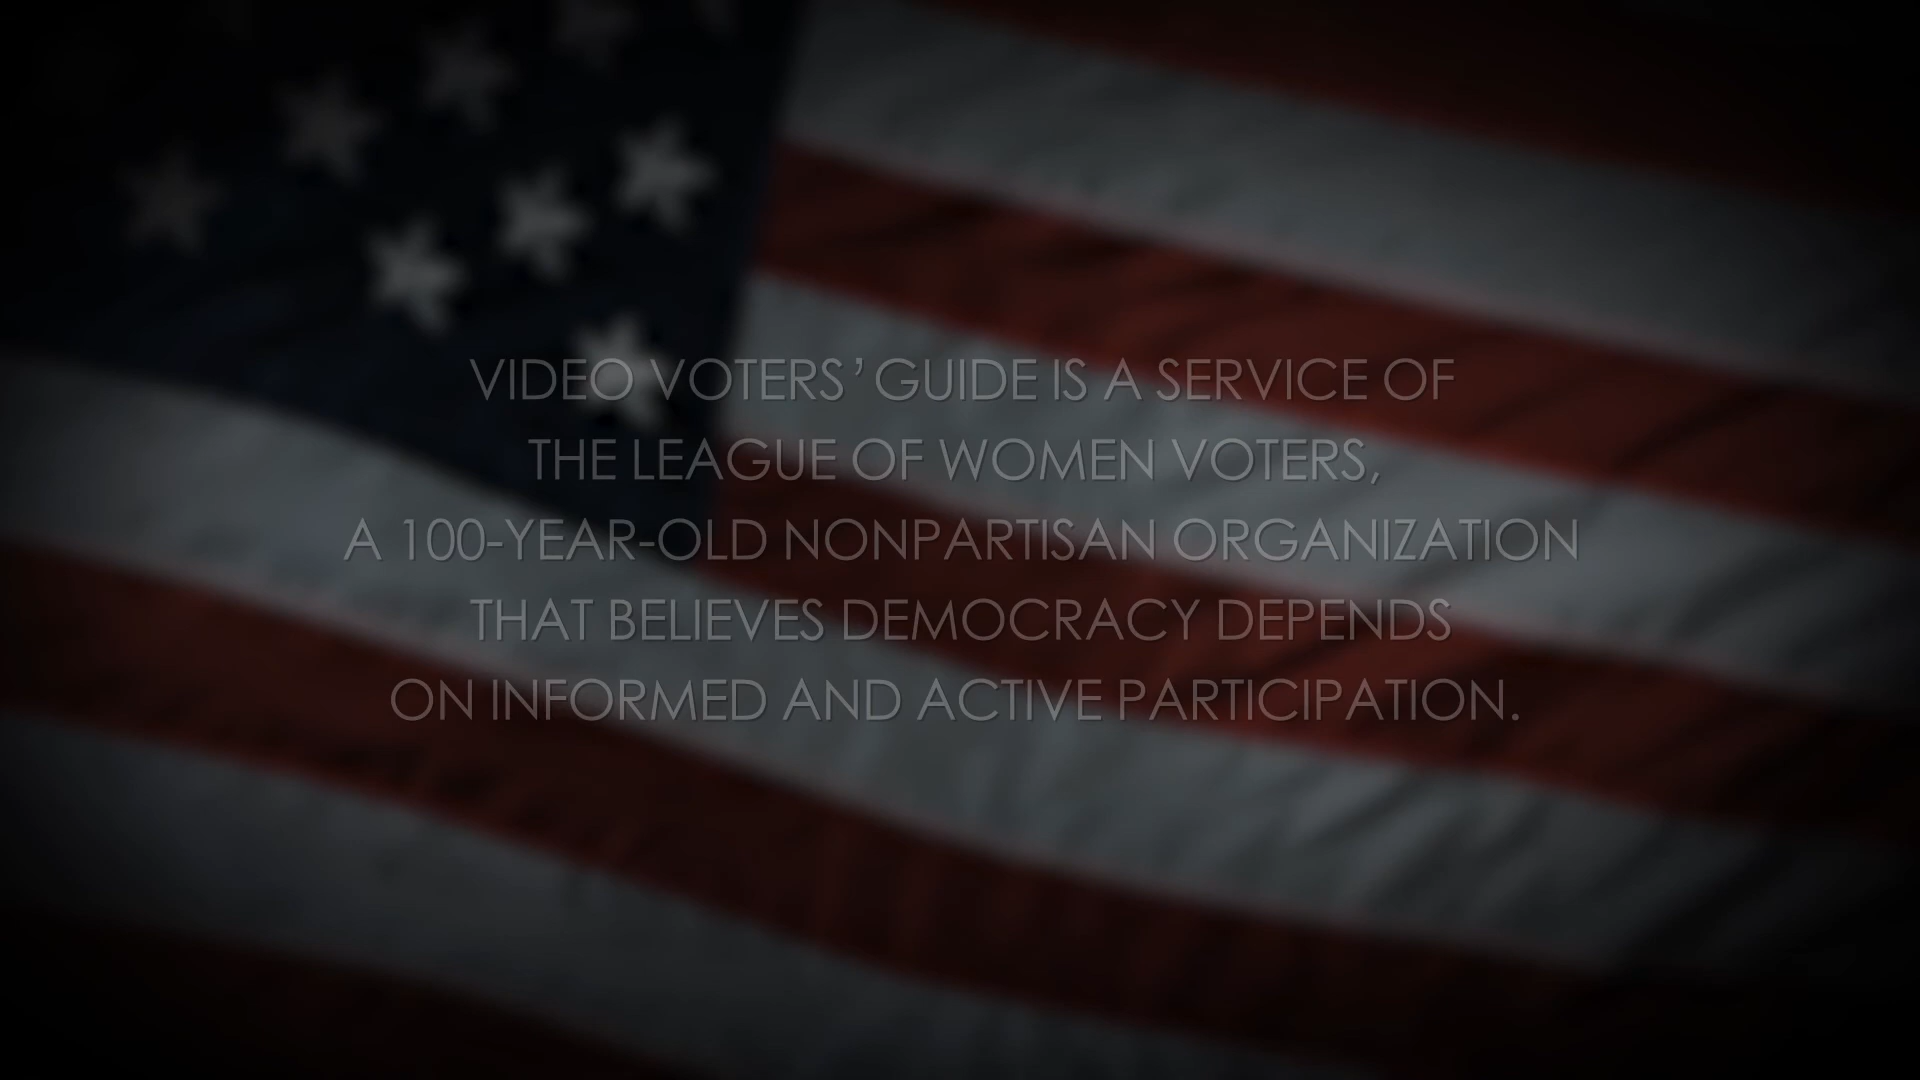 VIDEO VOTERS’ GUIDE IS A SERVICE OF
THE LEAGUE OF WOMEN VOTERS,
A 100-YEAR-OLD NONPARTISAN ORGANIZATION
THAT BELIEVES DEMOCRACY DEPENDS
ON INFORMED AND ACTIVE PARTICIPATION.